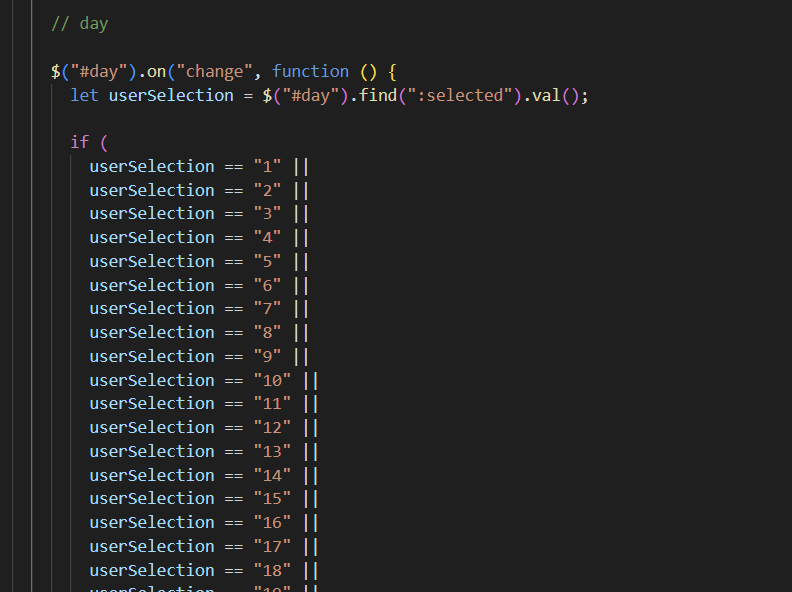 // day
$("#day").on("change", function () {
let userSelection = $("#day").find(":selected").val();
if (
userSelection == "1" ||
userSelection == "2" ||
userSelection == "3" ||
userSelection == "4" ||
userSelection == "5" ||
userSelection == "6" ||
userSelection == "7" ||
userSelection == "8" ||
userSelection == "9" ||
userSelection == "10" ||
userSelection == "11" ||
userSelection == "12" ||
userSelection == "13" ||
userSelection == "14" ||
userSelection == "15" ||
userSelection == "16" ||
userSelection == "17" ||
userSelection == "18" ||
userSelection == "19" ||